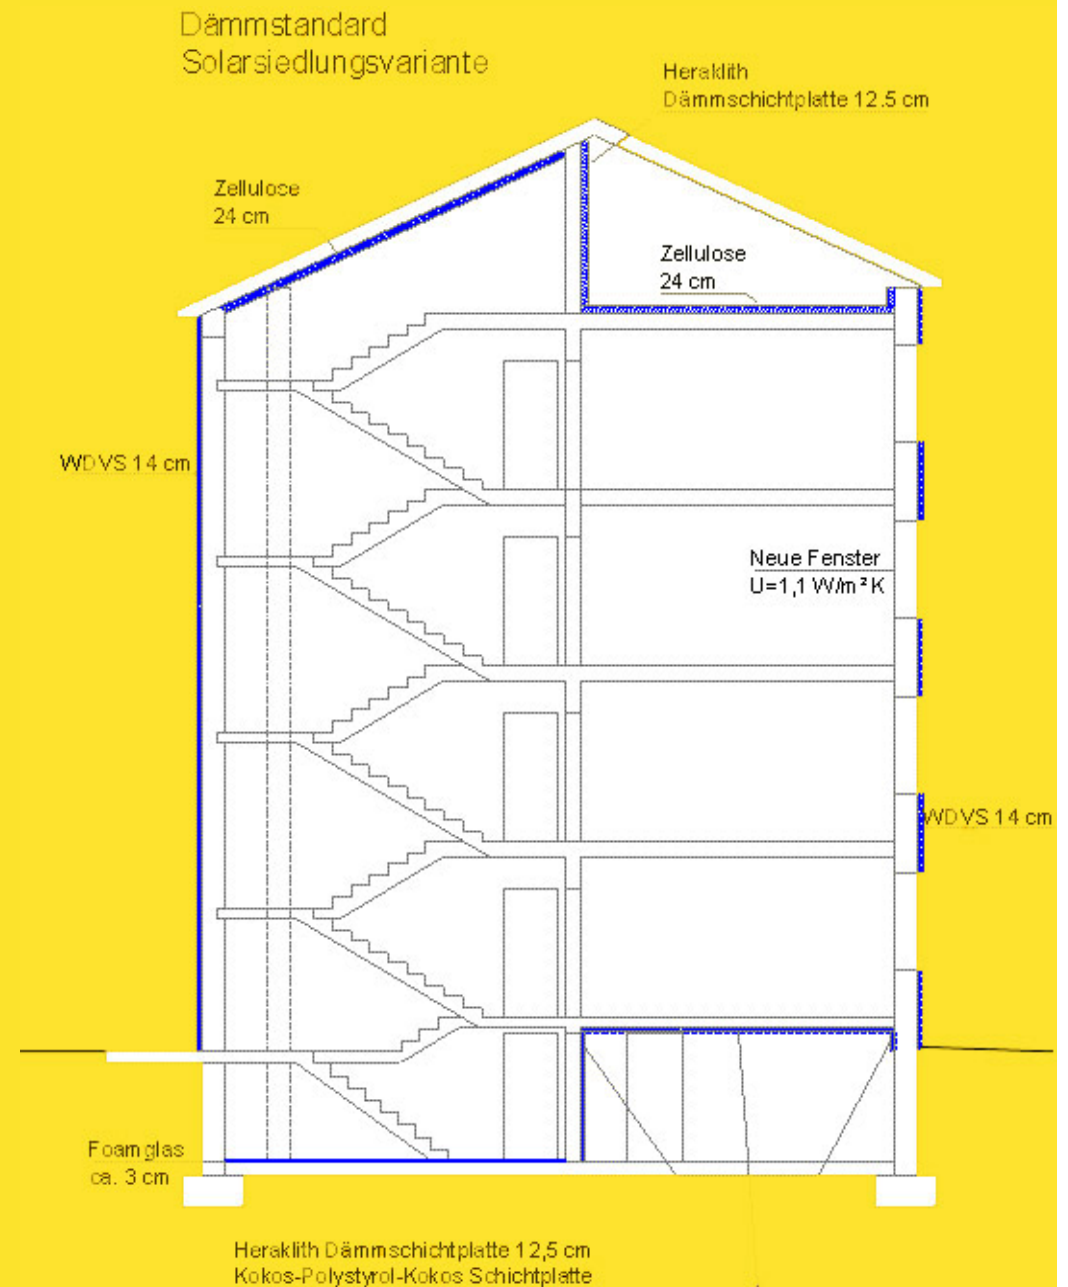 Dämmstandard
Solarsiedlungsvariante
Heraklith
Dämmschichtplatte 12.5 cm
Zellulose
24 cm
Zellulose
24 cm
WDVS 14 cm
Neue Fenster
U=1,1 W/m²K
WDVS 14 cm
Foamglas
ca. 3 cm
Heraklith Dämmschichtplatte 12,5 cm
Kokos-Polystyrol-Kokos Schichtplatte